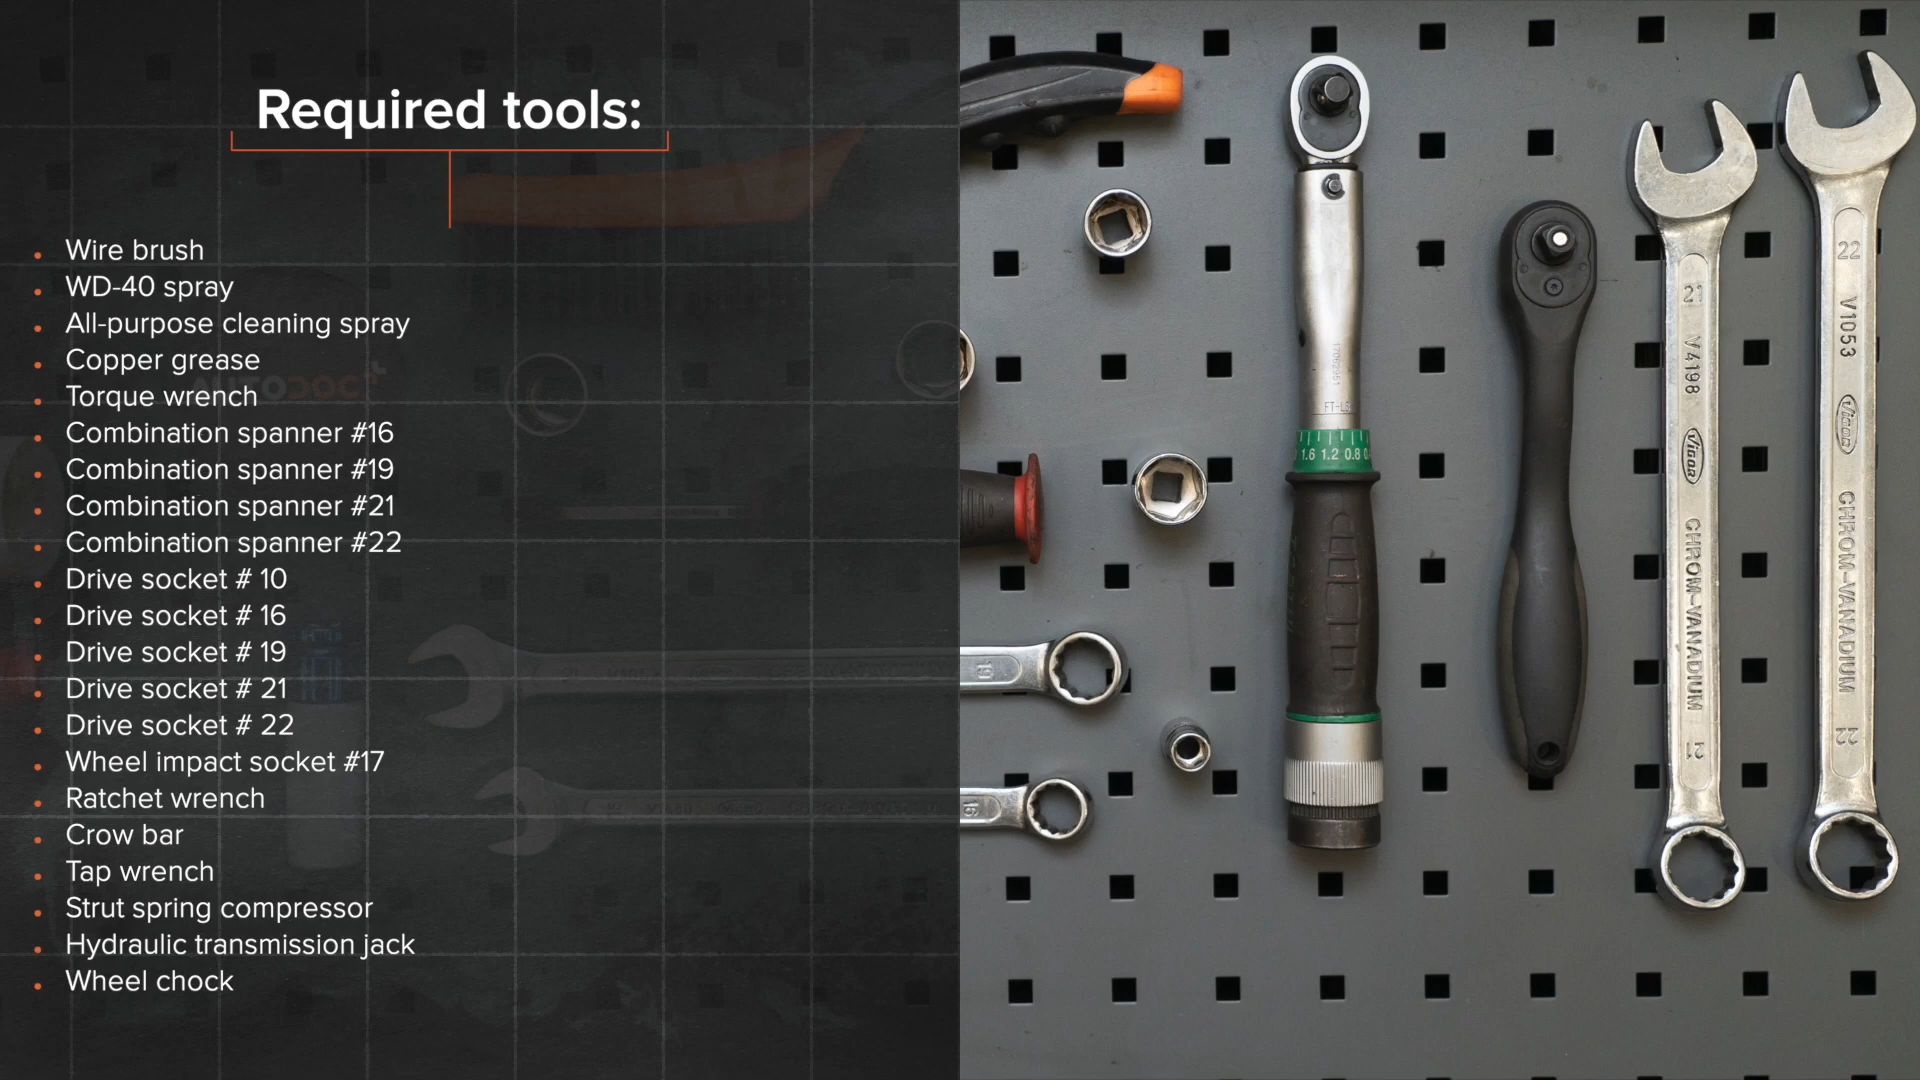 Required tools:
Wire brush
WD-40 spray
All-purpose cleaning spray
Copper grease
Torque wrench
Combination spanner #16
Combination spanner #19
Combination spanner #21
Combination spanner #22
Drive socket # 10
Drive socket # 16
Drive socket # 19
Drive socket # 21
Drive socket # 22
Wheel impact socket #17
Ratchet wrench
Crow bar
Tap wrench
Strut spring compressor
Hydraulic transmission jack
Wheel chock
1.6 1.2 0.8
19
16
21 V4198 Vigor CHROM-VANADIUM 21
22 V1053 Vigor CHROM-VANADIUM 22